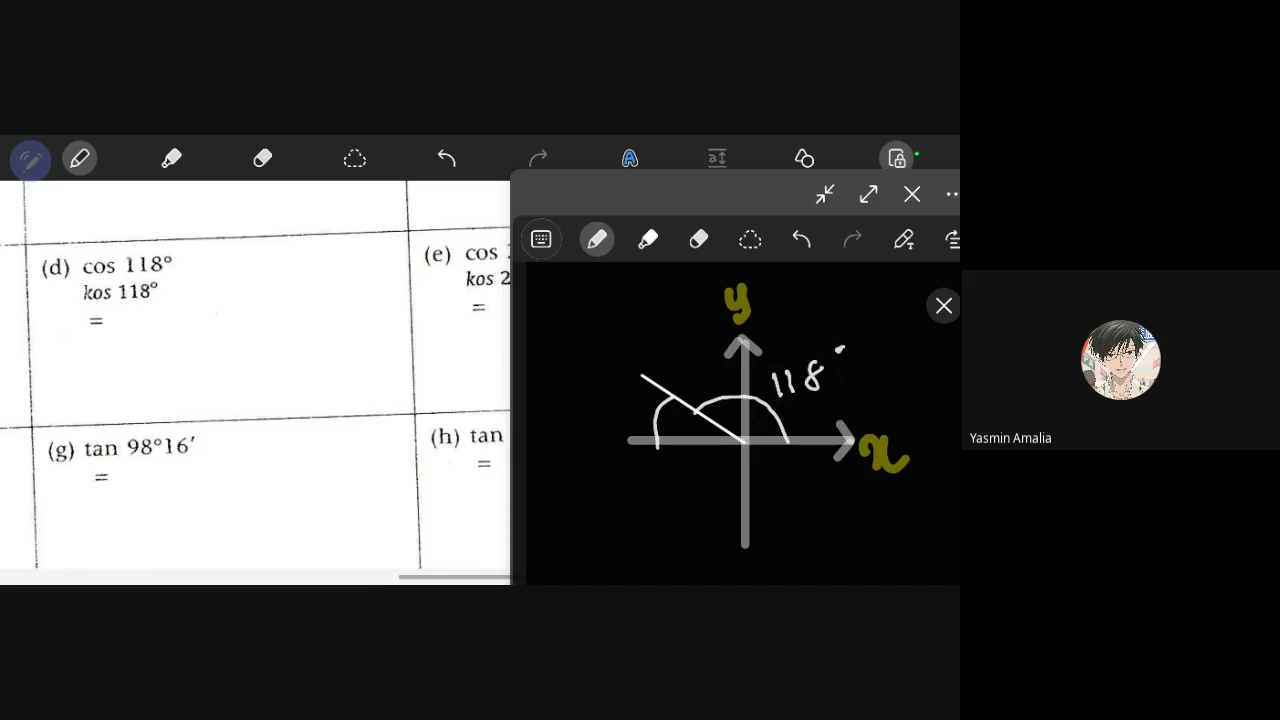 (d) cos 118°
kos 118°
=
(e) cos
kos 2
=
(g) tan 98°16′
=
(h) tan
=
y
118°
x
Yasmin Amalia